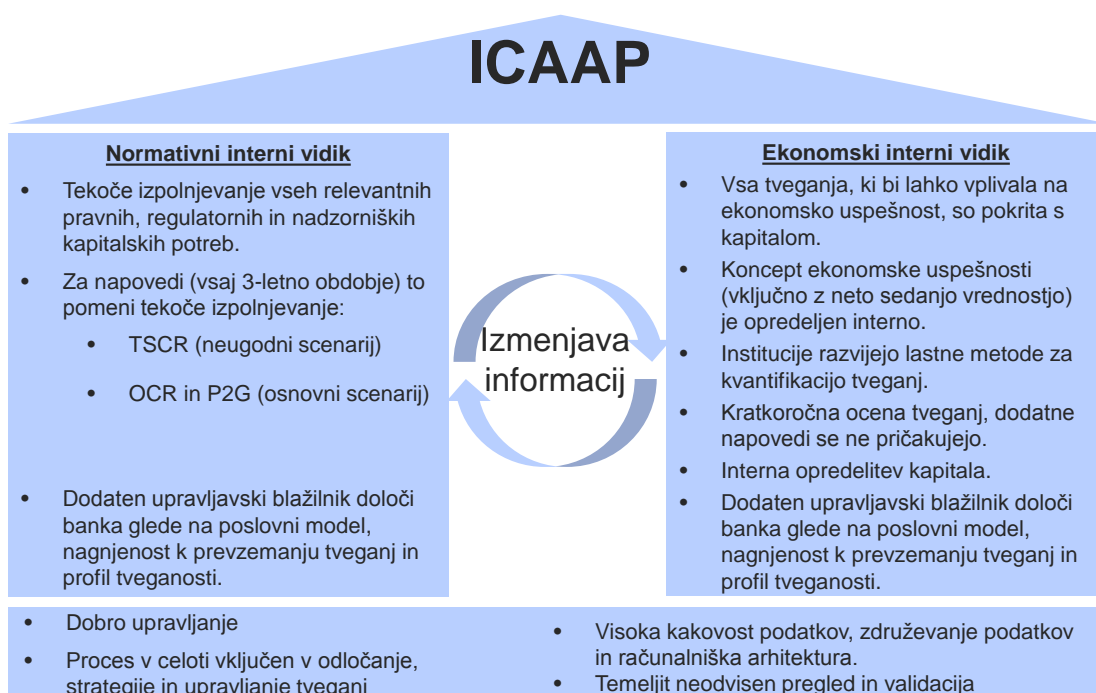 ICAAP
Normativni interni vidik
• Tekoče izpolnjevanje vseh relevantnih
pravnih, regulatornih in nadzorniških
kapitalskih potreb.
• Za napovedi (vsaj 3-letno obdobje) to
pomeni tekoče izpolnjevanje:
• TSCR (neugodni scenarij)
• OCR in P2G (osnovni scenarij)
• Dodaten upravljavski blažilnik določi
banka glede na poslovni model,
nagnjenost k prevzemanju tveganj in
profil tveganosti.
Izmenjava
informacij
Ekonomski interni vidik
• Vsa tveganja, ki bi lahko vplivala na
ekonomsko uspešnost, so pokrita s
kapitalom.
• Koncept ekonomske uspešnosti
(vključno z neto sedanjo vrednostjo)
je opredeljen interno.
• Institucije razvijejo lastne metode za
kvantifikacijo tveganj.
• Kratkoročna ocena tveganj, dodatne
napovedi se ne pričakujejo.
• Interna opredelitev kapitala.
• Dodaten upravljavski blažilnik določi
banka glede na poslovni model,
nagnjenost k prevzemanju tveganj in
profil tveganosti.
• Dobro upravljanje
• Proces v celoti vključen v odločanje,
strategije in upravljanje tveganj
• Visoka kakovost podatkov, združevanje podatkov
in računalniška arhitektura.
• Temeljit neodvisen pregled in validacija